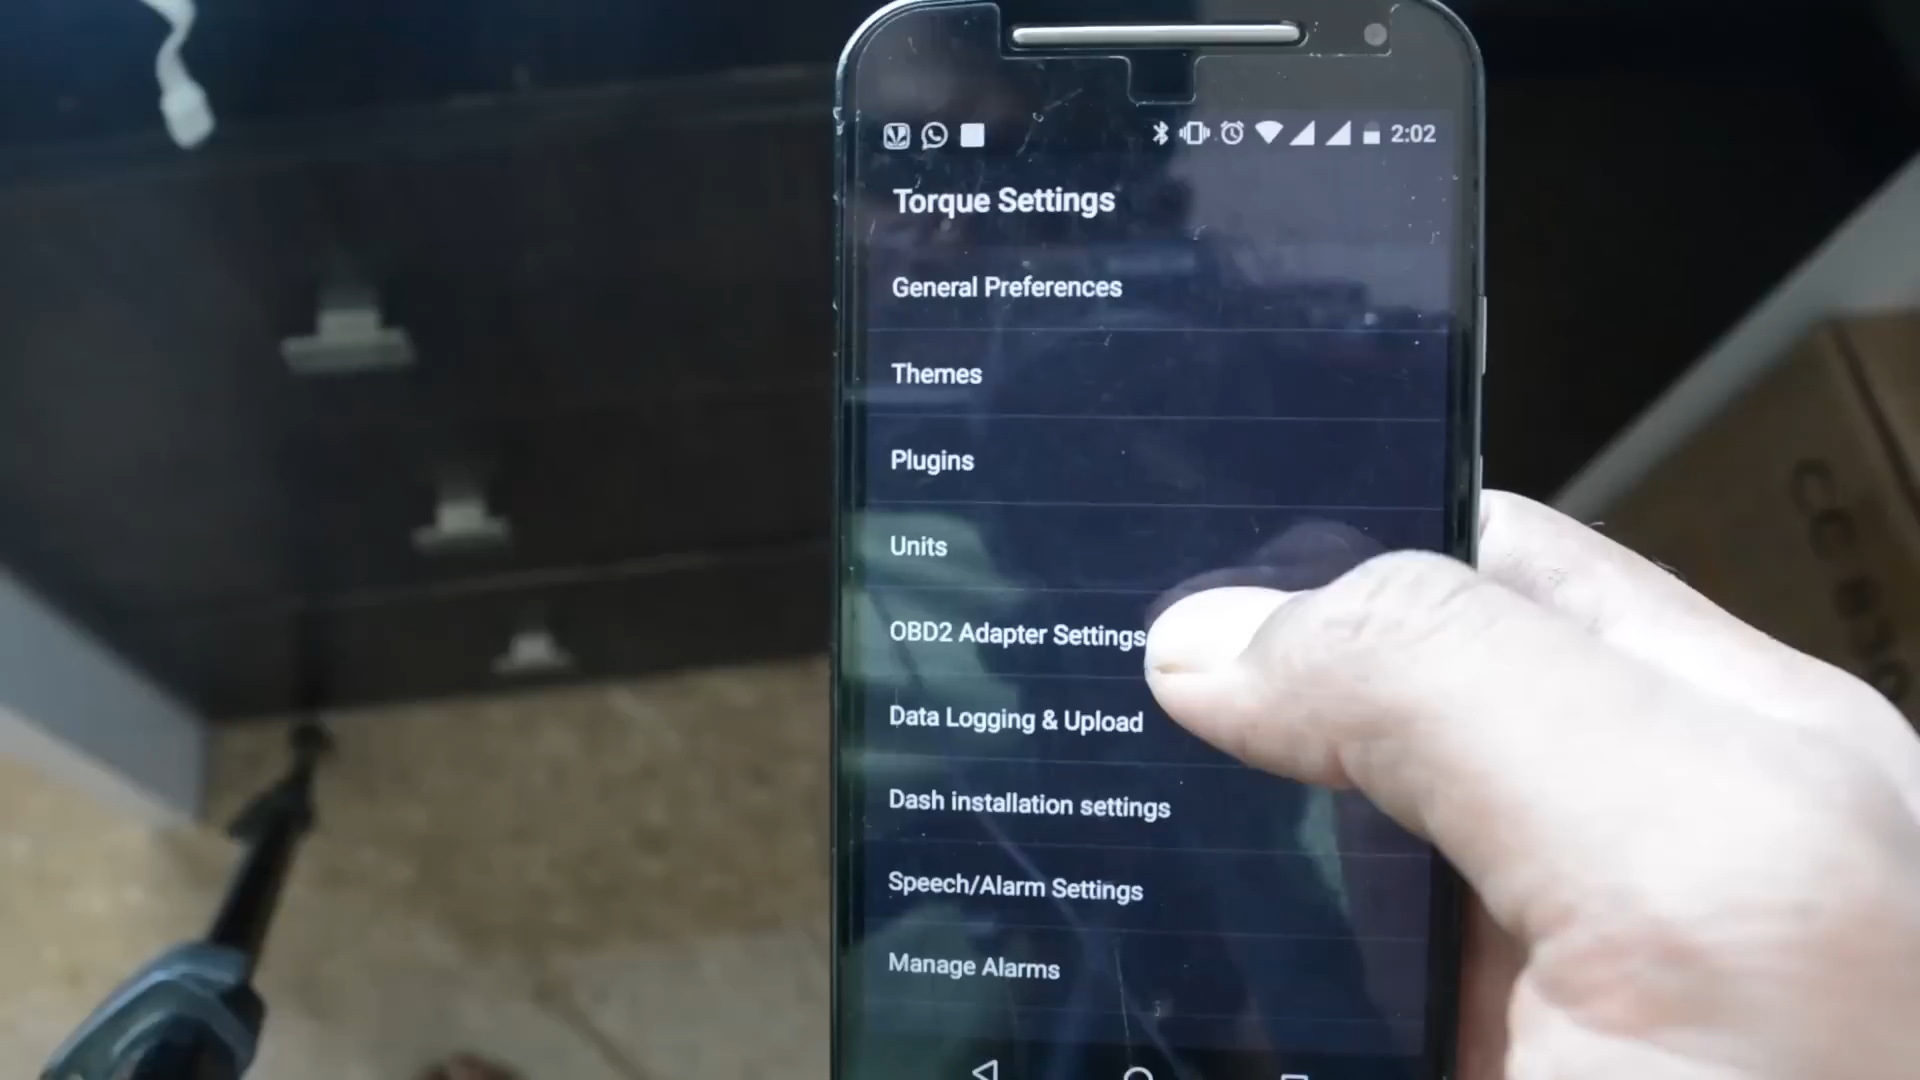 2:02
Torque Settings
General Preferences
Themes
Plugins
Units
OBD2 Adapter Settings
Data Logging & Upload
Dash installation settings
Speech/Alarm Settings
Manage Alarms